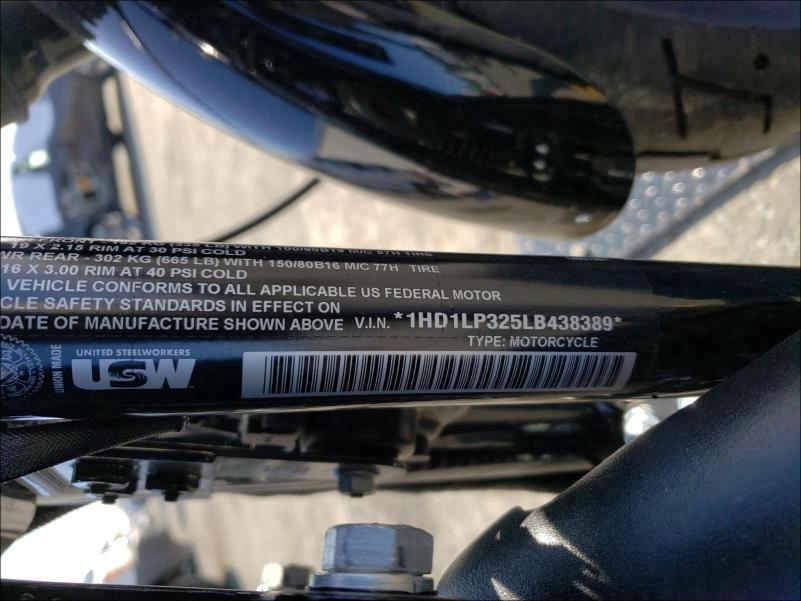 19 X 2.15 RIM AT 30 PSI COLD
WR REAR - 302 KG (665 LB) WITH 150/80B16 M/C 77H TIRE
16 X 3.00 RIM AT 40 PSI COLD
VEHICLE CONFORMS TO ALL APPLICABLE US FEDERAL MOTOR
CLE SAFETY STANDARDS IN EFFECT ON
DATE OF MANUFACTURE SHOWN ABOVE V.I.N. *1HD1LP325LB438389*
TYPE: MOTORCYCLE
UNION MADE
UNITED STEELWORKERS
USW